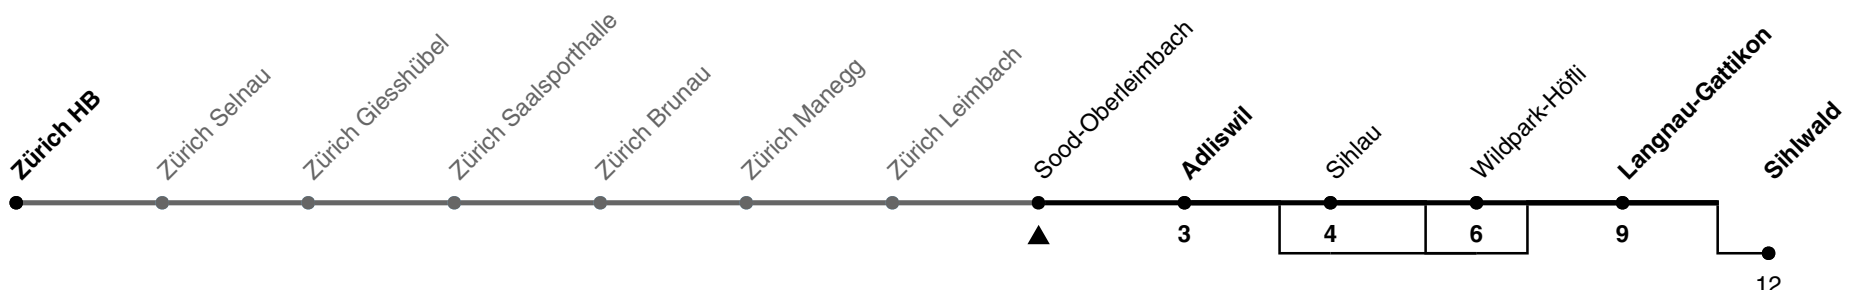 Zürich HB
Zürich Selnau
Zürich Giesshübel
Zürich Saalsporthalle
Zürich Brunau
Zürich Manegg
Zürich Leimbach
Sood-Oberleimbach
Adliswil
Sihlau
Wildpark-Höfli
Langnau-Gattikon
Sihlwald
3
4
6
9
12